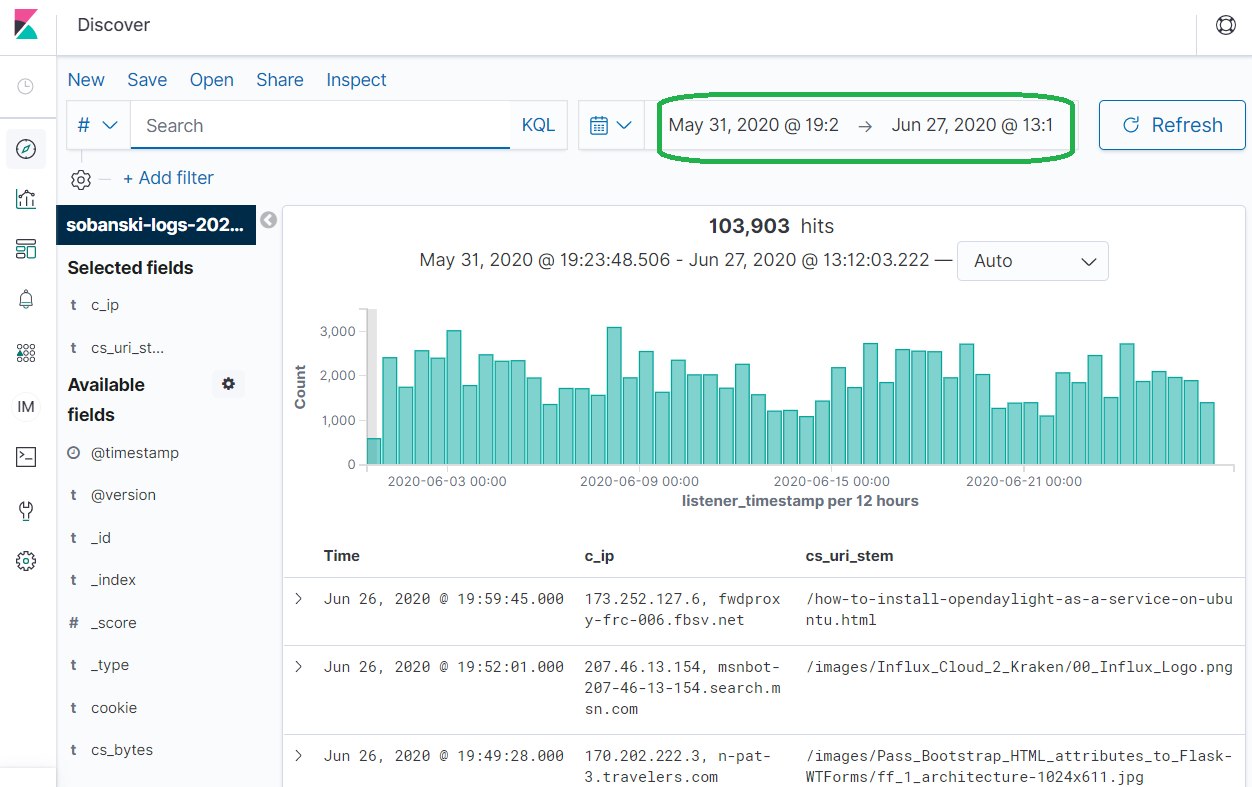 Discover
New Save Open Share Inspect
# Search KQL May 31, 2020 @ 19:2 → Jun 27, 2020 @ 13:1 Refresh
+ Add filter
sobanski-logs-202...
Selected fields
t c_ip
t cs_uri_st...
Available
fields
@timestamp
t @version
t _id
t _index
# _score
t _type
t cookie
t cs_bytes
IM
103,903 hits
May 31, 2020 @ 19:23:48.506 - Jun 27, 2020 @ 13:12:03.222 — Auto
Count
3,000
2,000
1,000
0
2020-06-03 00:00 2020-06-09 00:00 2020-06-15 00:00 2020-06-21 00:00
listener_timestamp per 12 hours
Time c_ip cs_uri_stem
Jun 26, 2020 @ 19:59:45.000 173.252.127.6, fwdprox /how-to-install-opendaylight-as-a-service-on-ubu
y-frc-006.fbsv.net ntu.html
Jun 26, 2020 @ 19:52:01.000 207.46.13.154, msnbot- /images/Influx_Cloud_2_Kraken/00_Influx_Logo.png
207-46-13-154.search.m
sn.com
Jun 26, 2020 @ 19:49:28.000 170.202.222.3, n-pat- /images/Pass_Bootstrap_HTML_attributes_to_Flask-
3.travelers.com WTForms/ff_1_architecture-1024x611.jpg